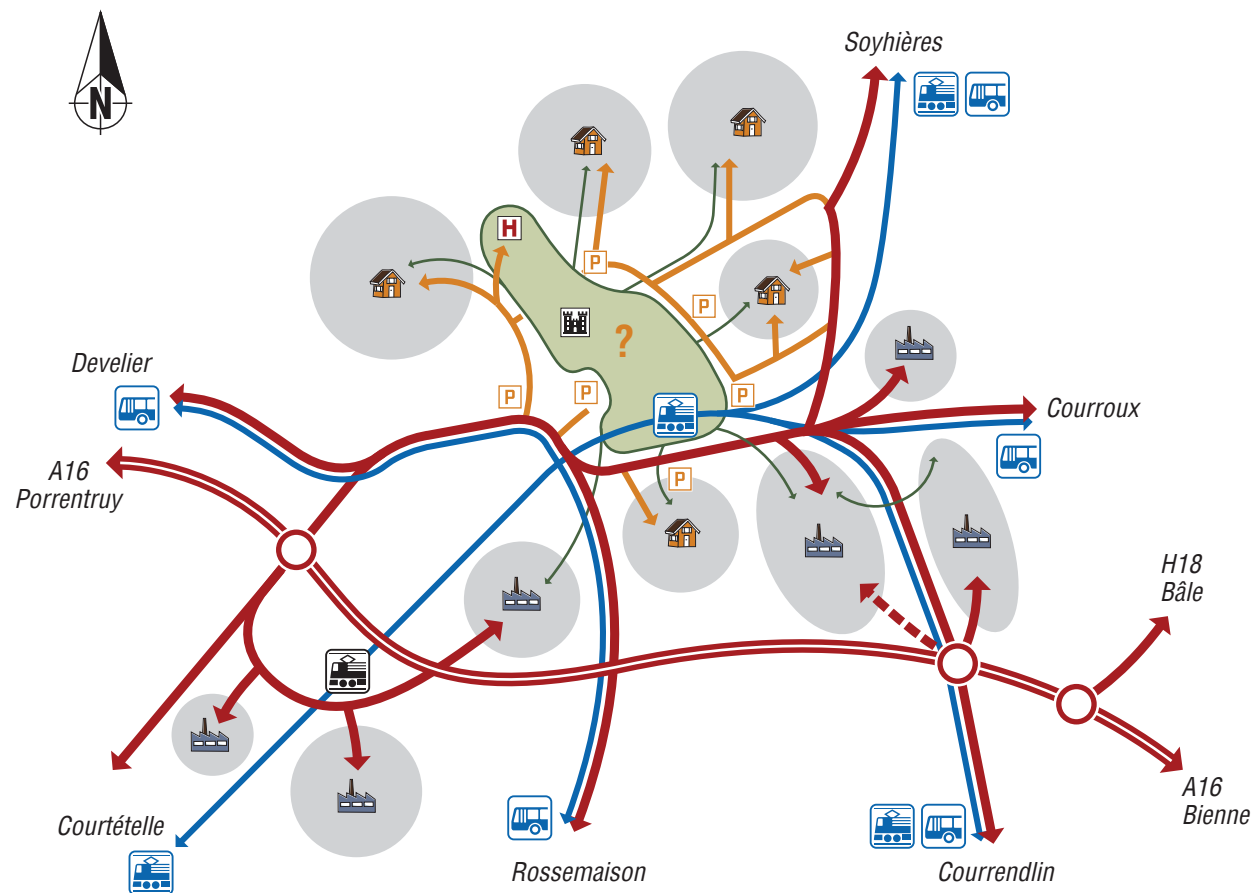 N
Soyhières
H
P
P
?
Develier
P
P
P
Courroux
A16
Porrentruy
P
H18
Bâle
A16
Bienne
Courtételle
Rossemaison
Courrendlin